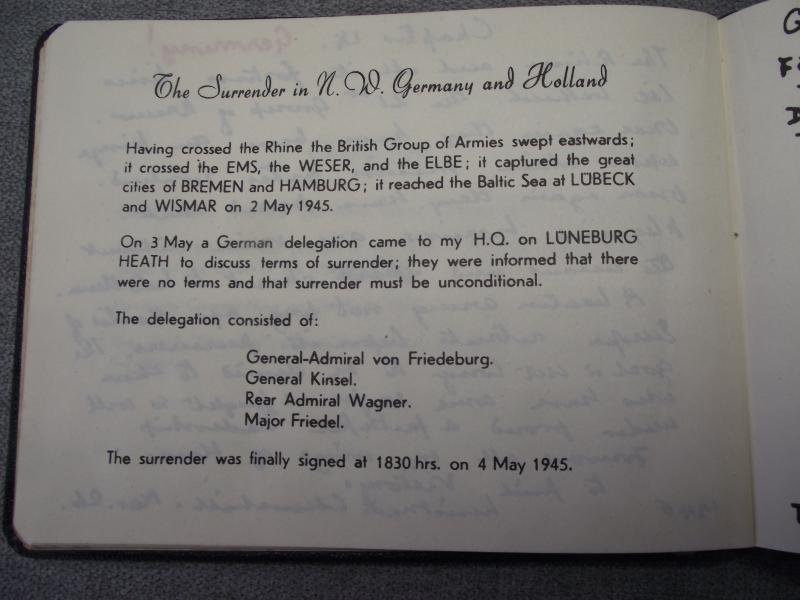 The Surrender in N. W. Germany and Holland
Having crossed the Rhine the British Group of Armies swept eastwards;
it crossed the EMS, the WESER, and the ELBE; it captured the great
cities of BREMEN and HAMBURG; it reached the Baltic Sea at LÜBECK
and WISMAR on 2 May 1945.
On 3 May a German delegation came to my H.Q. on LÜNEBURG
HEATH to discuss terms of surrender; they were informed that there
were no terms and that surrender must be unconditional.
The delegation consisted of:
General-Admiral von Friedeburg.
General Kinsel.
Rear Admiral Wagner.
Major Friedel.
The surrender was finally signed at 1830 hrs. on 4 May 1945.